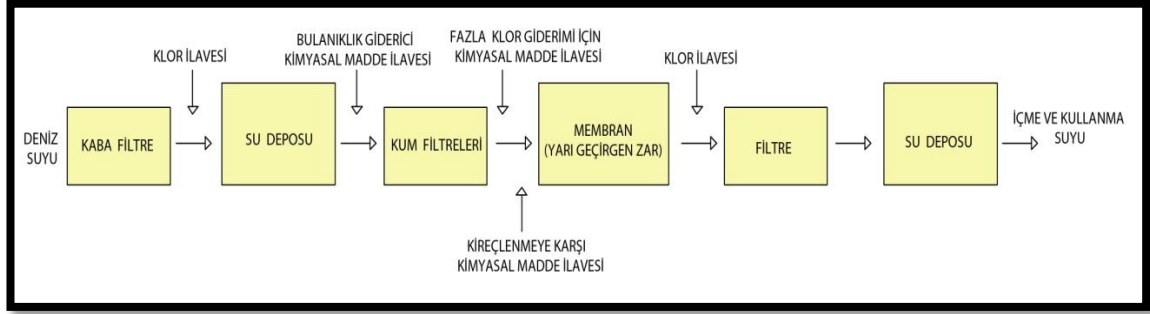 DENİZ
SUYU
KABA FİLTRE
KLOR İLAVESİ
SU DEPOSU
BULANIKLIK GİDERİCİ
KİMYASAL MADDE İLAVESİ
KUM FİLTRELERİ
FAZLA KLOR GİDERİMİ İÇİN
KİMYASAL MADDE İLAVESİ
KİREÇLENMEYE KARŞI
KİMYASAL MADDE İLAVESİ
MEMBRAN
(YARI GEÇİRGEN ZAR)
KLOR İLAVESİ
FİLTRE
SU DEPOSU
İÇME VE KULLANMA
SUYU